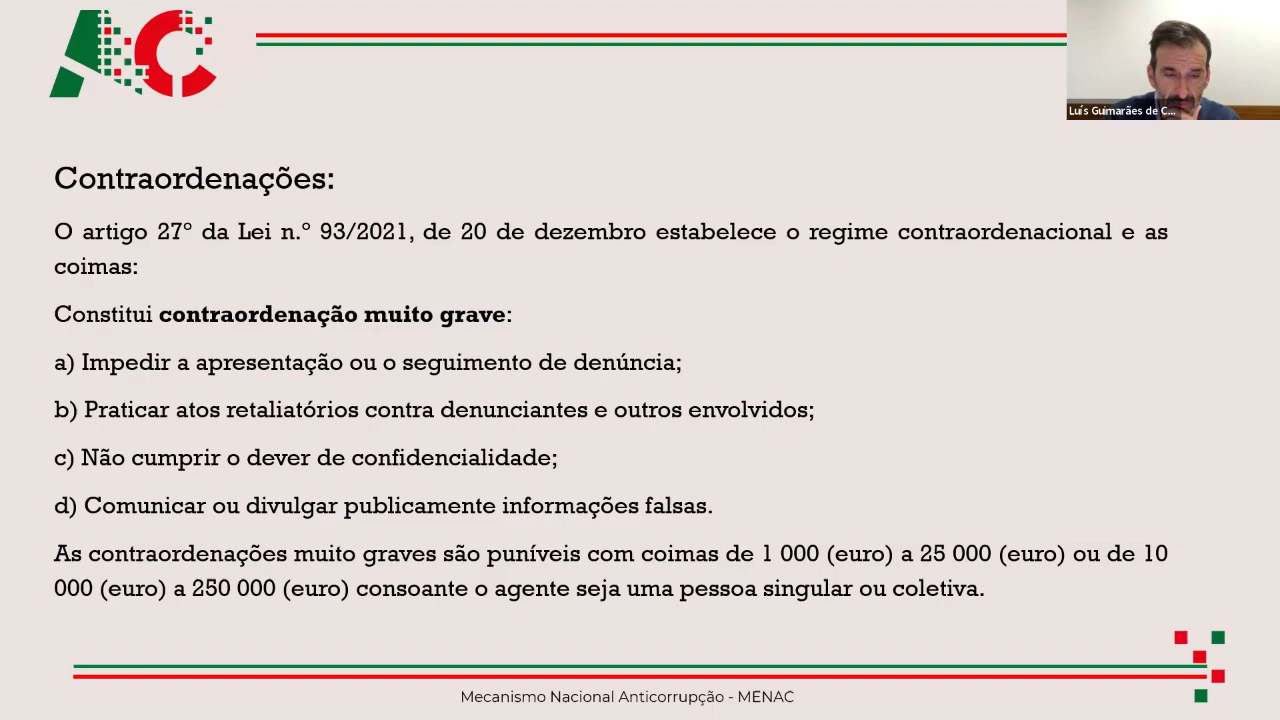 AC
Luís Guimarães de C...
Contraordenações:
O artigo 27º da Lei n.º 93/2021, de 20 de dezembro estabelece o regime contraordenacional e as
coimas:
Constitui contraordenação muito grave:
a) Impedir a apresentação ou o seguimento de denúncia;
b) Praticar atos retaliatórios contra denunciantes e outros envolvidos;
c) Não cumprir o dever de confidencialidade;
d) Comunicar ou divulgar publicamente informações falsas.
As contraordenações muito graves são puníveis com coimas de 1 000 (euro) a 25 000 (euro) ou de 10
000 (euro) a 250 000 (euro) consoante o agente seja uma pessoa singular ou coletiva.
Mecanismo Nacional Anticorrupção - MENAC